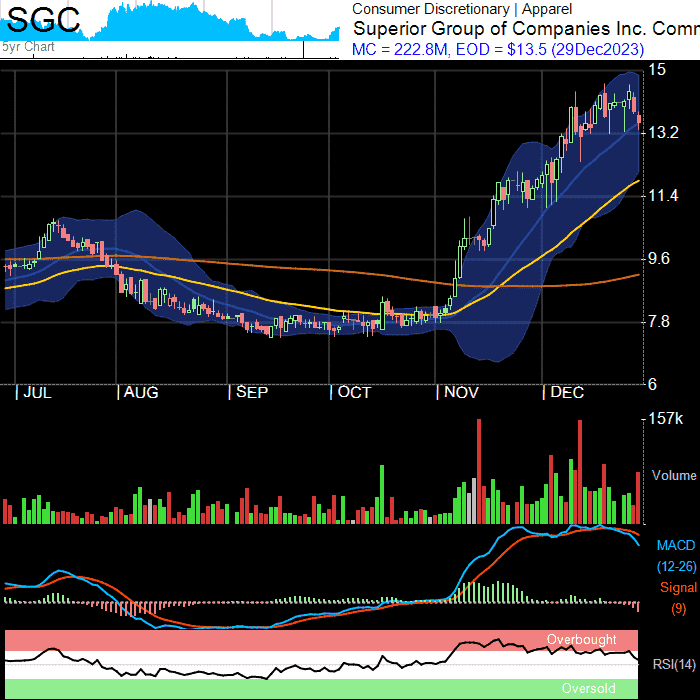 SGC
5yr Chart
Consumer Discretionary | Apparel
Superior Group of Companies Inc. Comm
MC = 222.8M, EOD = $13.5 (29Dec2023)
15
13.2
11.4
9.6
7.8
6
JUL AUG SEP OCT NOV DEC
157k
Volume
MACD
(12-26)
Signal
(9)
Overbought
RSI(14)
Oversold